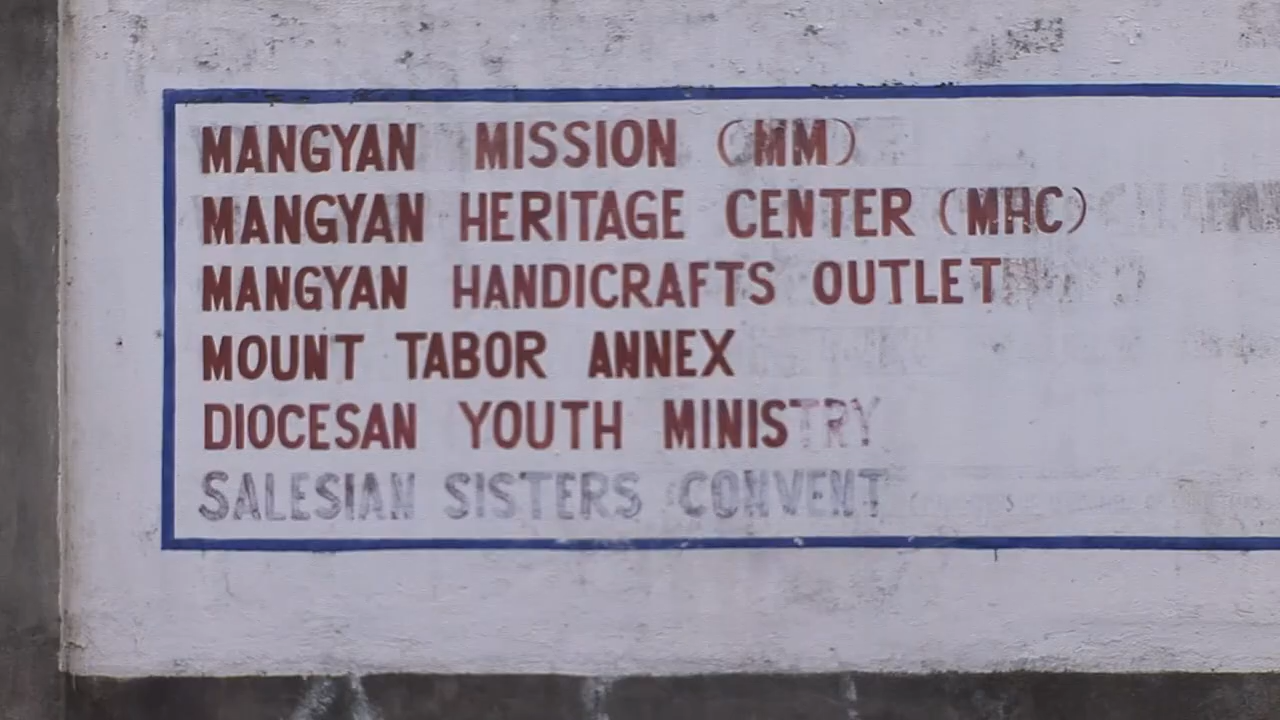 MANGYAN MISSION (MM)
MANGYAN HERITAGE CENTER (MHC)
MANGYAN HANDICRAFTS OUTLET
MOUNT TABOR ANNEX
DIOCESAN YOUTH MINISTRY
SALESIAN SISTERS CONVENT